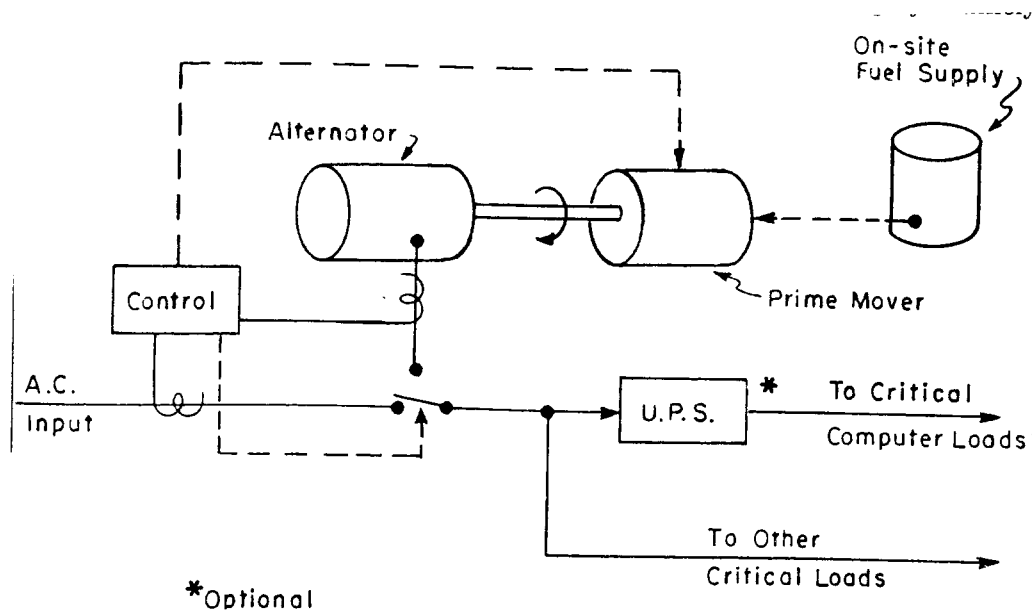 On-site
Fuel Supply
Alternator
Control
Prime Mover
A.C.
Input
U.P.S.
*
To Critical
Computer Loads
To Other
Critical Loads
*Optional